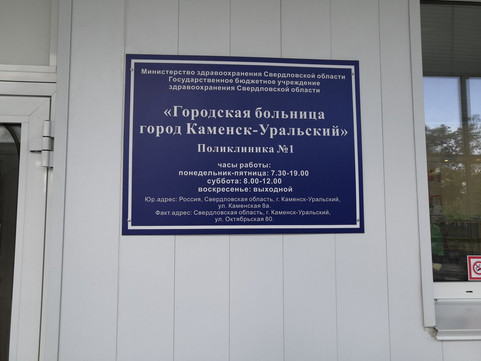 Министерство здравоохранения Свердловской области
Государственное бюджетное учреждение
здравоохранения Свердловской области
«Городская больница
город Каменск-Уральский»
Поликлиника №1
часы работы:
понедельник-пятница: 7.30-19.00
суббота: 8.00-12.00
воскресенье: выходной
Юр.адрес: Россия, Свердловская область, г. Каменск-Уральский,
ул. Каменская 8а.
Факт.адрес: Свердловская область, г. Каменск-Уральский,
ул. Октябрьская 60.